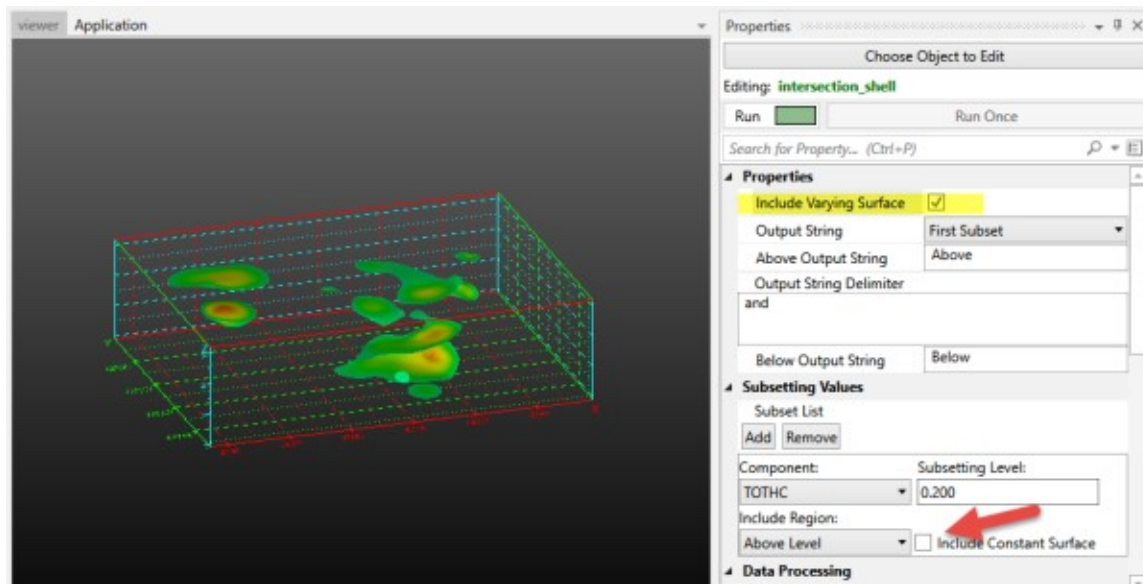 viewer Application
Properties
Choose Object to Edit
Editing: intersection_shell
Run Run Once
Search for Property... (Ctrl+P)
Properties
Include Varying Surface
Output String First Subset
Above Output String Above
Output String Delimiter
and
Below Output String Below
Subsetting Values
Subset List
Add Remove
Component: Subsetting Level:
TOTHC 0.200
Include Region:
Above Level Include Constant Surface
Data Processing